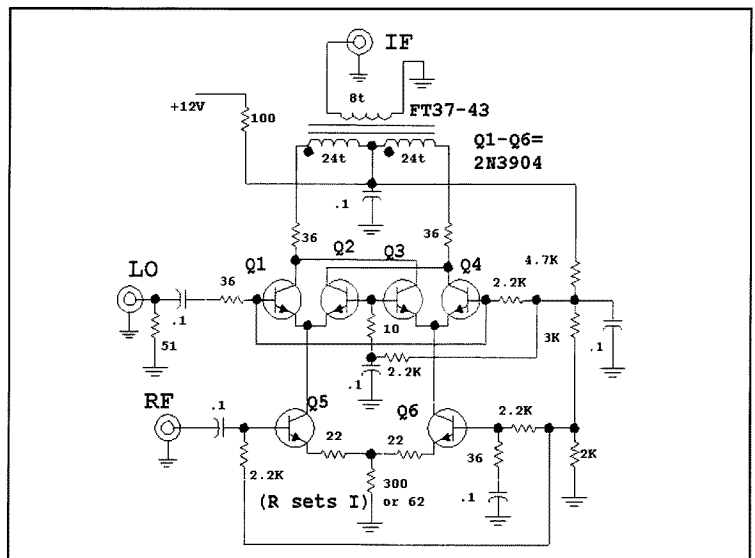 IF
8t
+12V
100
FT37-43
24t
24t
Q1-Q6=
2N3904
.1
36
36
Q1
Q2
Q3
Q4
4.7K
LO
36
2.2K
.1
10
3K
51
.1
2.2K
.1
RF
.1
Q5
Q6
22
22
2.2K
2.2K
36
2K
300
(R sets I)
or 62
.1